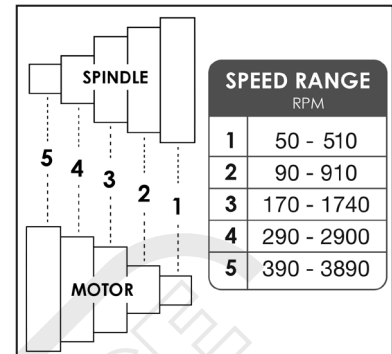 SPINDLE
5
4
3
2
1
MOTOR
SPEED RANGE
RPM
1 50 - 510
2 90 - 910
3 170 - 1740
4 290 - 2900
5 390 - 3890